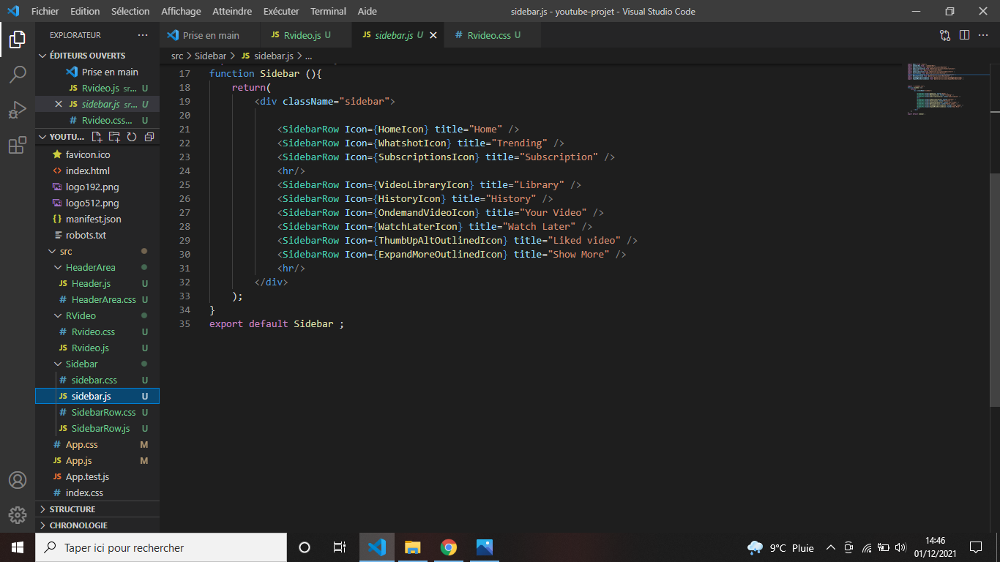 Fichier Edition Sélection Affichage Atteindre Exécuter Terminal Aide sidebar.js - youtube-projet - Visual Studio Code
EXPLORATEUR ...
Prise en main JS Rvideo.js U JS sidebar.js U # Rvideo.css U
src > Sidebar > JS sidebar.js > ...
ÉDITEURS OUVERTS
Prise en main
JS Rvideo.js sr... U
JS sidebar.js sr... U
# Rvideo.css... U
YOUTU...
favicon.ico
<> index.html
logo192.png
logo512.png
{} manifest.json
robots.txt
src
HeaderArea
JS Header.js U
# HeaderArea.css U
RVideo
# Rvideo.css U
JS Rvideo.js U
Sidebar
# sidebar.css U
JS sidebar.js U
# SidebarRow.css U
JS SidebarRow.js U
# App.css M
JS App.js M
JS App.test.js
# index.css
STRUCTURE
CHRONOLOGIE
17 function Sidebar (){
18 return(
19 <div className="sidebar">
20
21 <SidebarRow Icon={HomeIcon} title="Home" />
22 <SidebarRow Icon={WhatshotIcon} title="Trending" />
23 <SidebarRow Icon={SubscriptionsIcon} title="Subscription" />
24 <hr/>
25 <SidebarRow Icon={VideoLibraryIcon} title="Library" />
26 <SidebarRow Icon={HistoryIcon} title="History" />
27 <SidebarRow Icon={OndemandVideoIcon} title="Your Video" />
28 <SidebarRow Icon={WatchLaterIcon} title="Watch Later" />
29 <SidebarRow Icon={ThumbUpAltOutlinedIcon} title="Liked video" />
30 <SidebarRow Icon={ExpandMoreOutlinedIcon} title="Show More" />
31 <hr/>
32 </div>
33 );
34 }
35 export default Sidebar ;
Taper ici pour rechercher
9°C Pluie
14:46
01/12/2021